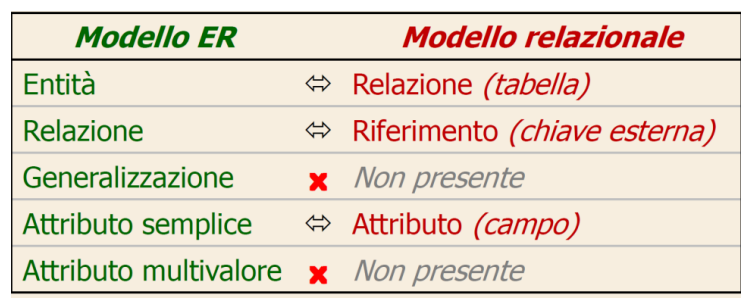 Modello ER Modello relazionale
Entità ⇔ Relazione (tabella)
Relazione ⇔ Riferimento (chiave esterna)
Generalizzazione ✗ Non presente
Attributo semplice ⇔ Attributo (campo)
Attributo multivalore ✗ Non presente